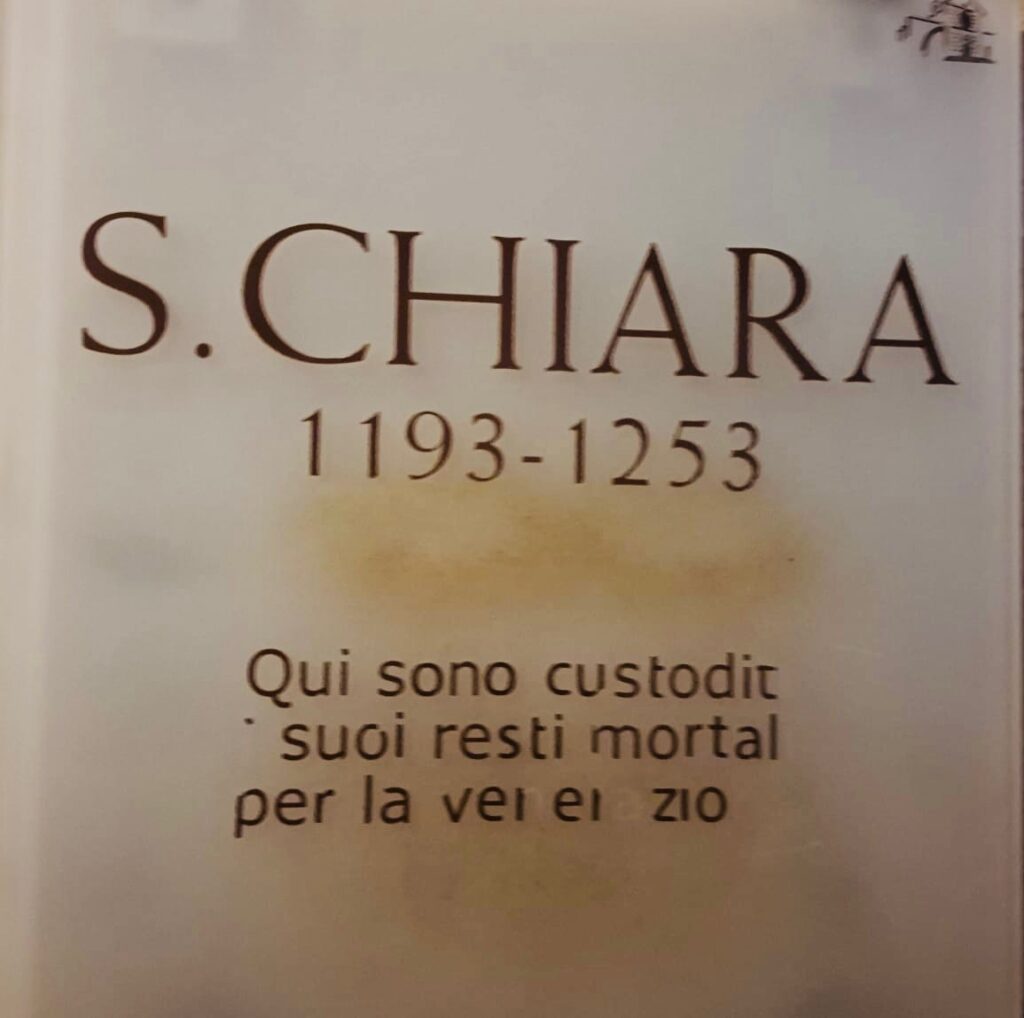 S. CHIARA
1193-1253
Qui sono custodit
suoi resti mortal
per la